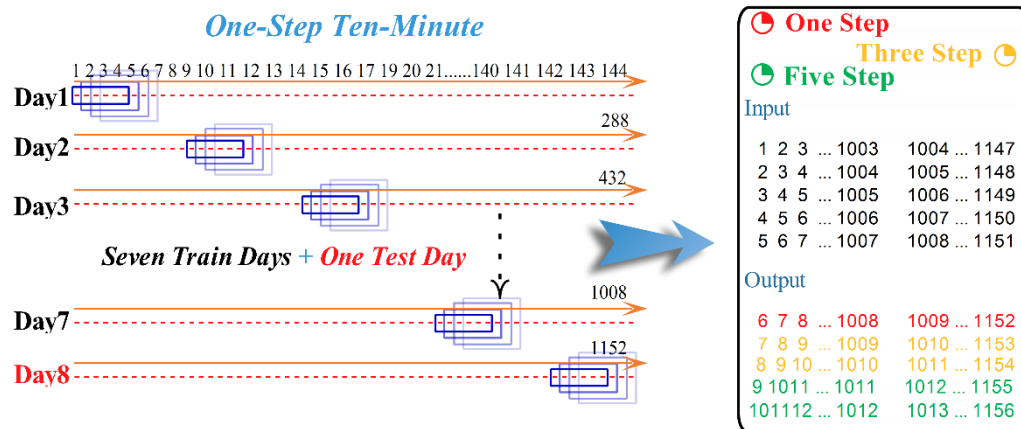 One-Step Ten-Minute
1 2 3 4 5 6 7 8 9 10 11 12 13 14 15 16 17 18 19 20 21......140 141 142 143 144
Day1
288
Day2
432
Day3
Seven Train Days + One Test Day
1008
Day7
1152
Day8
One Step
Three Step
Five Step
Input
1 2 3 ... 1003 1004 ... 1147
2 3 4 ... 1004 1005 ... 1148
3 4 5 ... 1005 1006 ... 1149
4 5 6 ... 1006 1007 ... 1150
5 6 7 ... 1007 1008 ... 1151
Output
6 7 8 ... 1008 1009 ... 1152
7 8 9 ... 1009 1010 ... 1153
8 9 10 ... 1010 1011 ... 1154
9 1011 ... 1011 1012 ... 1155
101112 ... 1012 1013 ... 1156